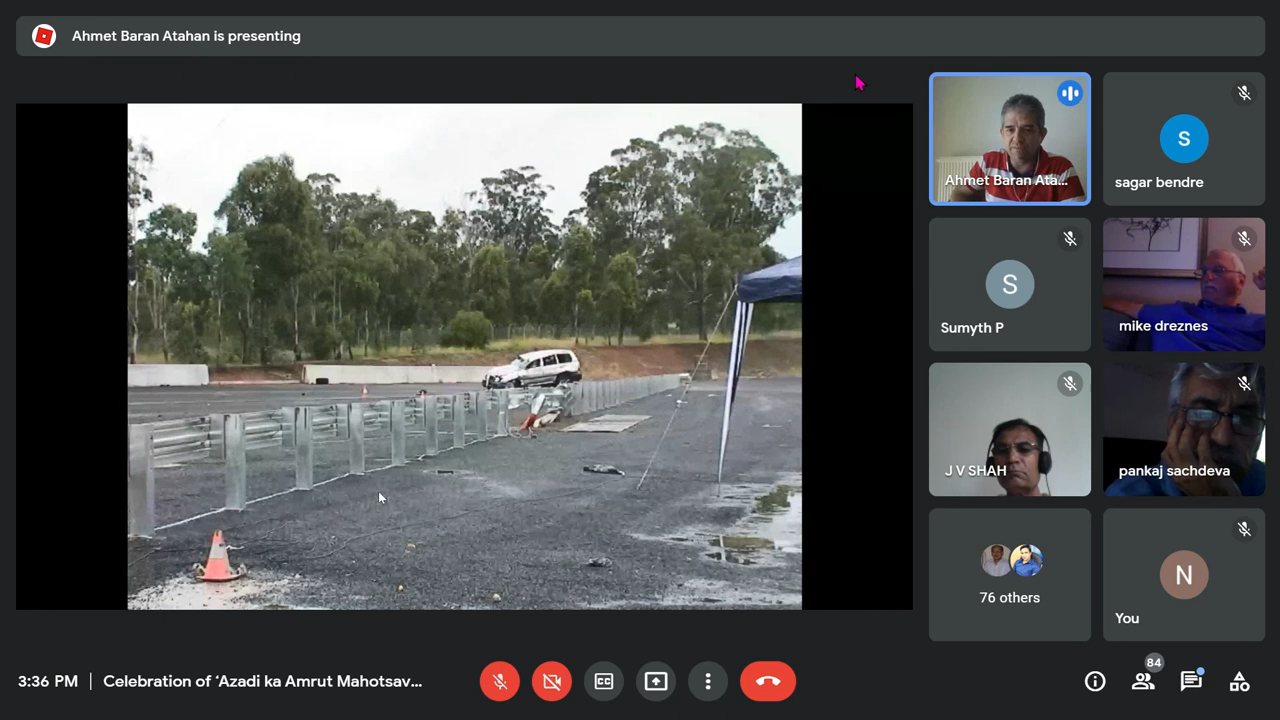 Ahmet Baran Atahan is presenting
Ahmet Baran Ata...
S
sagar bendre
S
Sumyth P
mike dreznes
J V SHAH
pankaj sachdeva
76 others
N
You
3:36 PM | Celebration of 'Azadi ka Amrut Mahotsav...
CC
84